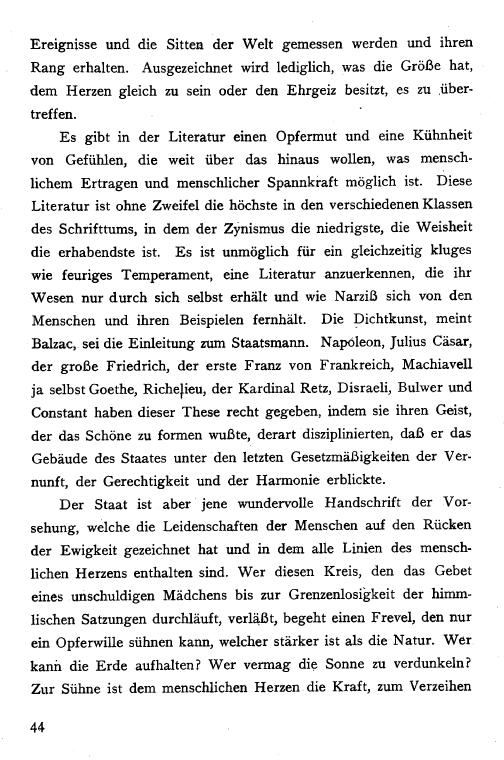 Ereignisse und die Sitten der Welt gemessen werden und ihren
Rang erhalten. Ausgezeichnet wird lediglich, was die Größe hat,
dem Herzen gleich zu sein oder den Ehrgeiz besitzt, es zu über-
treffen.
Es gibt in der Literatur einen Opfermut und eine Kühnheit
von Gefühlen, die weit über das hinaus wollen, was mensch-
lichem Ertragen und menschlicher Spannkraft möglich ist. Diese
Literatur ist ohne Zweifel die höchste in den verschiedenen Klassen
des Schrifttums, in dem der Zynismus die niedrigste, die Weisheit
die erhabendste ist. Es ist unmöglich für ein gleichzeitig kluges
wie feuriges Temperament, eine Literatur anzuerkennen, die ihr
Wesen nur durch sich selbst erhält und wie Narziß sich von den
Menschen und ihren Beispielen fernhält. Die Dichtkunst, meint
Balzac, sei die Einleitung zum Staatsmann. Napoleon, Julius Cäsar,
der große Friedrich, der erste Franz von Frankreich, Machiavell
ja selbst Goethe, Richelieu, der Kardinal Retz, Disraeli, Bulwer und
Constant haben dieser These recht gegeben, indem sie ihren Geist,
der das Schöne zu formen wußte, derart disziplinierten, daß er das
Gebäude des Staates unter den letzten Gesetzmäßigkeiten der Ver-
nunft, der Gerechtigkeit und der Harmonie erblickte.
Der Staat ist aber jene wundervolle Handschrift der Vor-
sehung, welche die Leidenschaften der Menschen auf den Rücken
der Ewigkeit gezeichnet hat und in dem alle Linien des mensch-
lichen Herzens enthalten sind. Wer diesen Kreis, den das Gebet
eines unschuldigen Mädchens bis zur Grenzenlosigkeit der himm-
lischen Satzungen durchläuft, verläßt, begeht einen Frevel, den nur
ein Opferwille sühnen kann, welcher stärker ist als die Natur. Wer
kann die Erde aufhalten? Wer vermag die Sonne zu verdunkeln?
Zur Sühne ist dem menschlichen Herzen die Kraft, zum Verzeihen
44